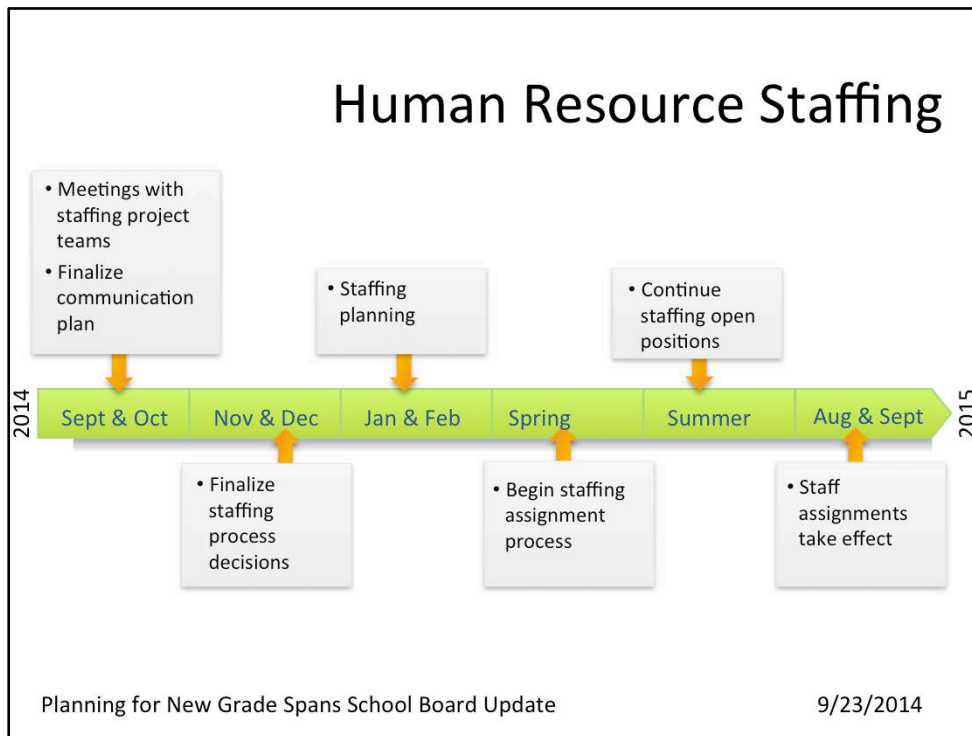 Human Resource Staffing
• Meetings with
staffing project
teams
• Finalize
communication
plan
• Staffing
planning
• Continue
staffing open
positions
2014
Sept & Oct
Nov & Dec
Jan & Feb
Spring
Summer
Aug & Sept
2015
• Finalize
staffing
process
decisions
• Begin staffing
assignment
process
• Staff
assignments
take effect
Planning for New Grade Spans School Board Update
9/23/2014